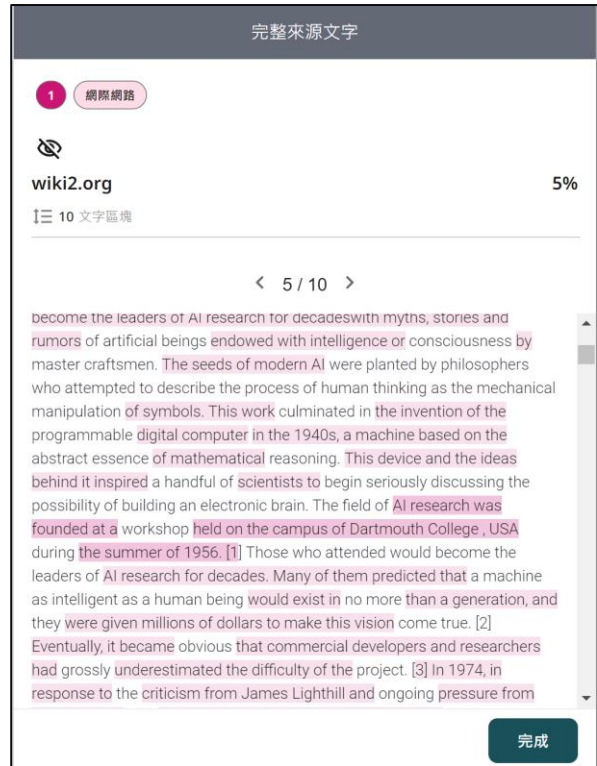 完整來源文字
1 網際網路
wiki2.org 5%
10 文字區塊
< 5 / 10 >
become the leaders of AI research for decadeswith myths, stories and
rumors of artificial beings endowed with intelligence or consciousness by
master craftsmen. The seeds of modern AI were planted by philosophers
who attempted to describe the process of human thinking as the mechanical
manipulation of symbols. This work culminated in the invention of the
programmable digital computer in the 1940s, a machine based on the
abstract essence of mathematical reasoning. This device and the ideas
behind it inspired a handful of scientists to begin seriously discussing the
possibility of building an electronic brain. The field of AI research was
founded at a workshop held on the campus of Dartmouth College , USA
during the summer of 1956. [1] Those who attended would become the
leaders of AI research for decades. Many of them predicted that a machine
as intelligent as a human being would exist in no more than a generation, and
they were given millions of dollars to make this vision come true. [2]
Eventually, it became obvious that commercial developers and researchers
had grossly underestimated the difficulty of the project. [3] In 1974, in
response to the criticism from James Lighthill and ongoing pressure from
完成